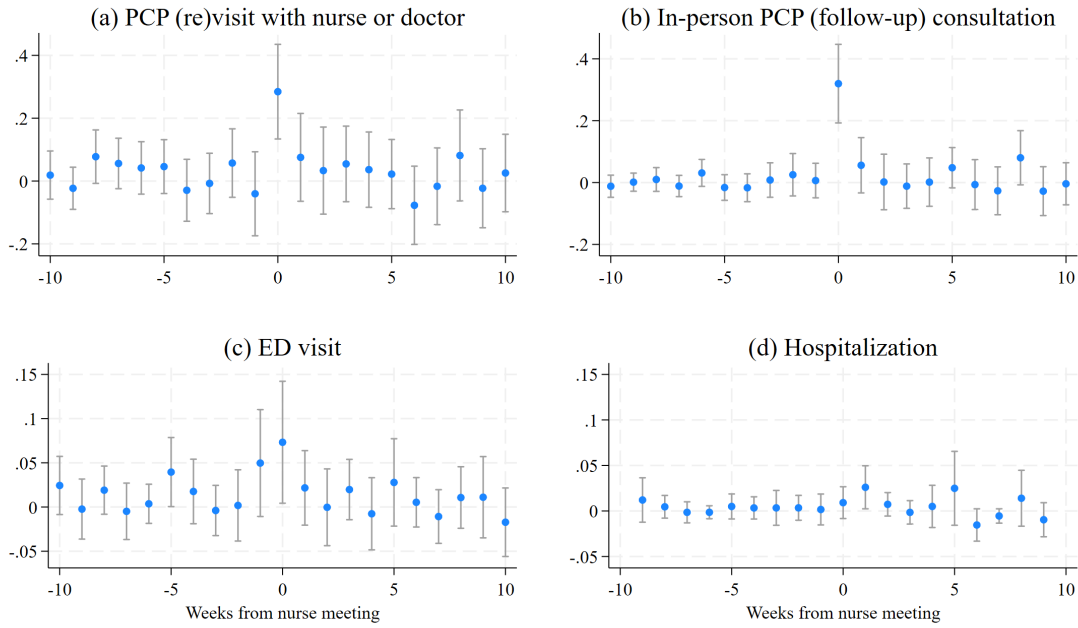 (a) PCP (re)visit with nurse or doctor
.4
.2
0
-.2
-10 -5 0 5 10
(b) In-person PCP (follow-up) consultation
.4
.2
0
-.2
-10 -5 0 5 10
(c) ED visit
.15
.1
.05
0
-.05
-10 -5 0 5 10
Weeks from nurse meeting
(d) Hospitalization
.15
.1
.05
0
-.05
-10 -5 0 5 10
Weeks from nurse meeting